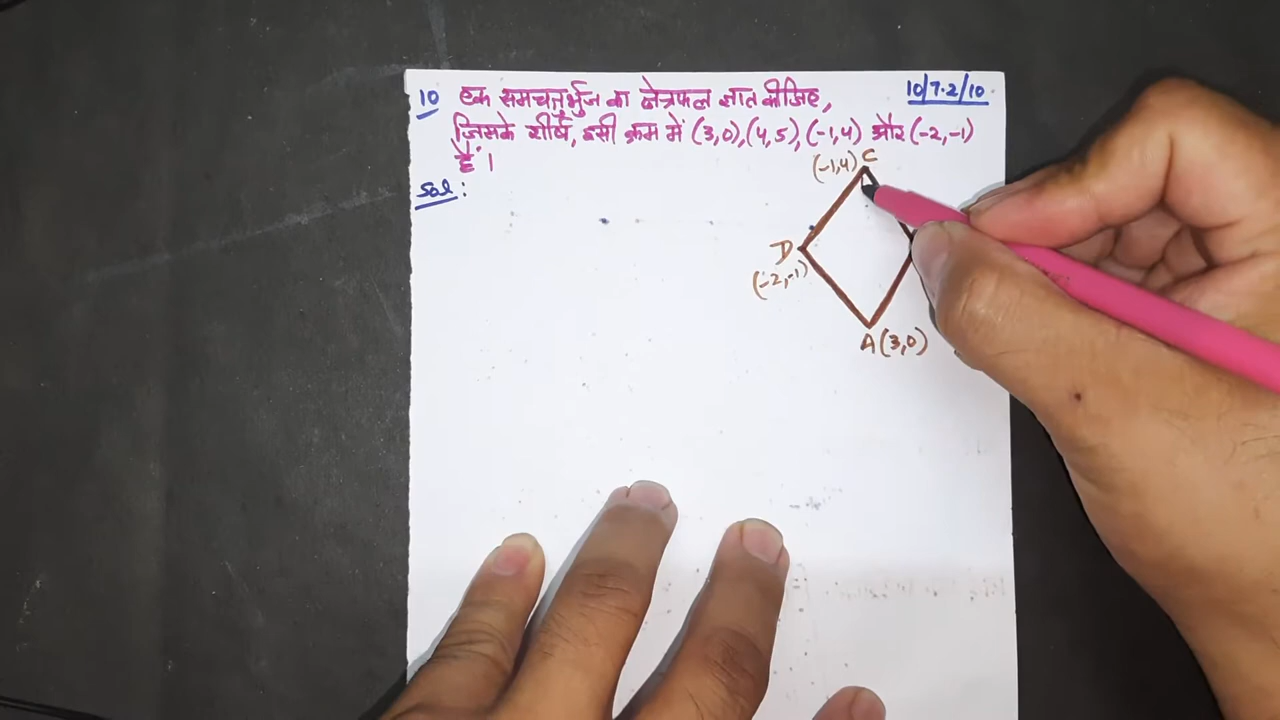 10 एक समचतुर्भुज का क्षेत्रफल ज्ञात कीजिए, 10/7.2/10
जिसके शीर्ष, इसी क्रम में (3,0),(4,5),(-1,4) और (-2,-1)
हैं।
Sol:
(-1,4) C
D
(-2,-1)
A(3,0)